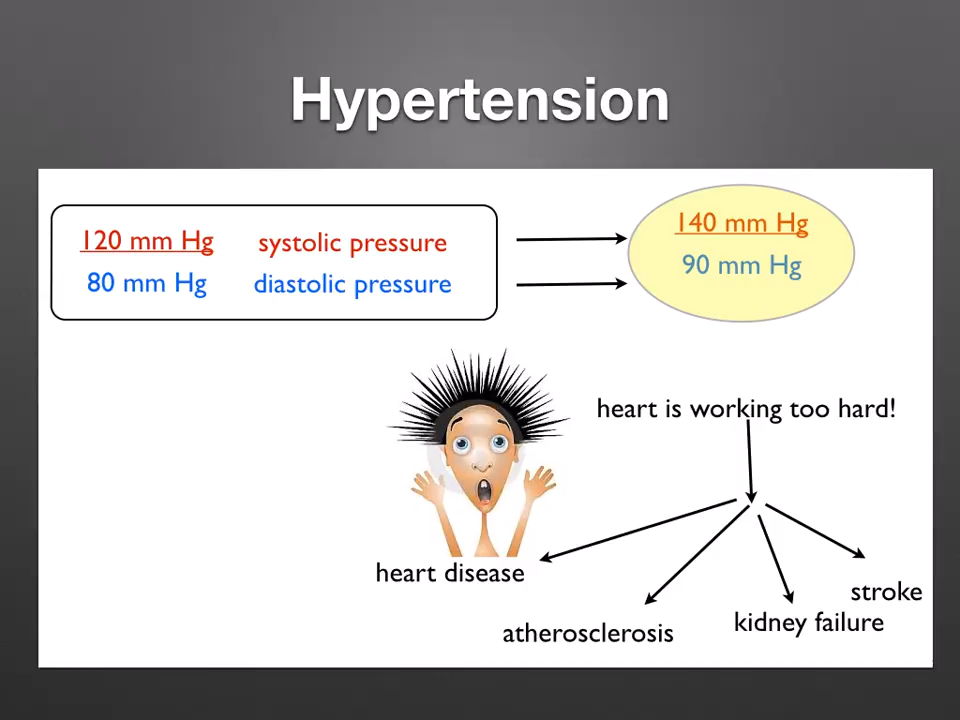 Hypertension
120 mm Hg systolic pressure
80 mm Hg diastolic pressure
140 mm Hg
90 mm Hg
heart is working too hard!
heart disease
atherosclerosis
kidney failure
stroke